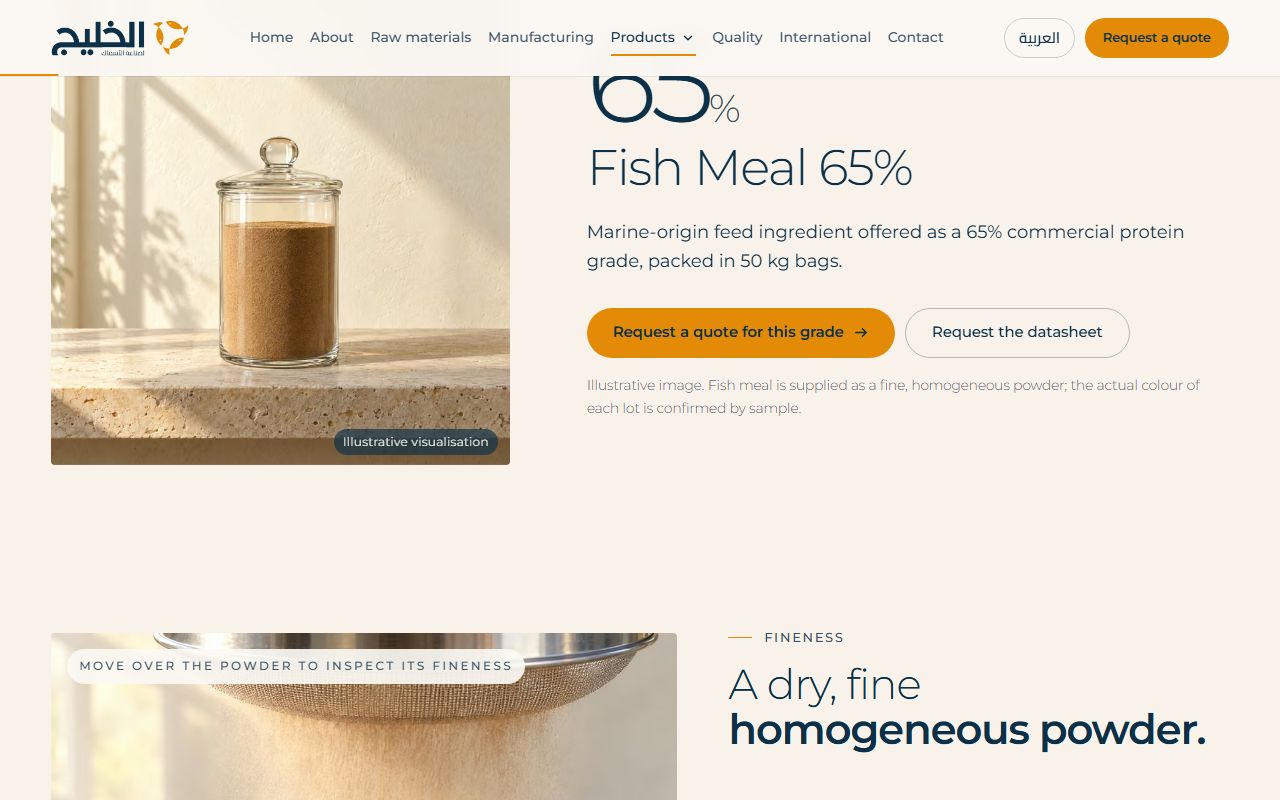 الخليج
لصناعة الأسماك
Home
About
Raw materials
Manufacturing
Products
Quality
International
Contact
العربية
Request a quote
65%
Fish Meal 65%
Marine-origin feed ingredient offered as a 65% commercial protein
grade, packed in 50 kg bags.
Request a quote for this grade →
Request the datasheet
Illustrative image. Fish meal is supplied as a fine, homogeneous powder; the actual colour of
each lot is confirmed by sample.
Illustrative visualisation
MOVE OVER THE POWDER TO INSPECT ITS FINENESS
FINENESS
A dry, fine
homogeneous powder.